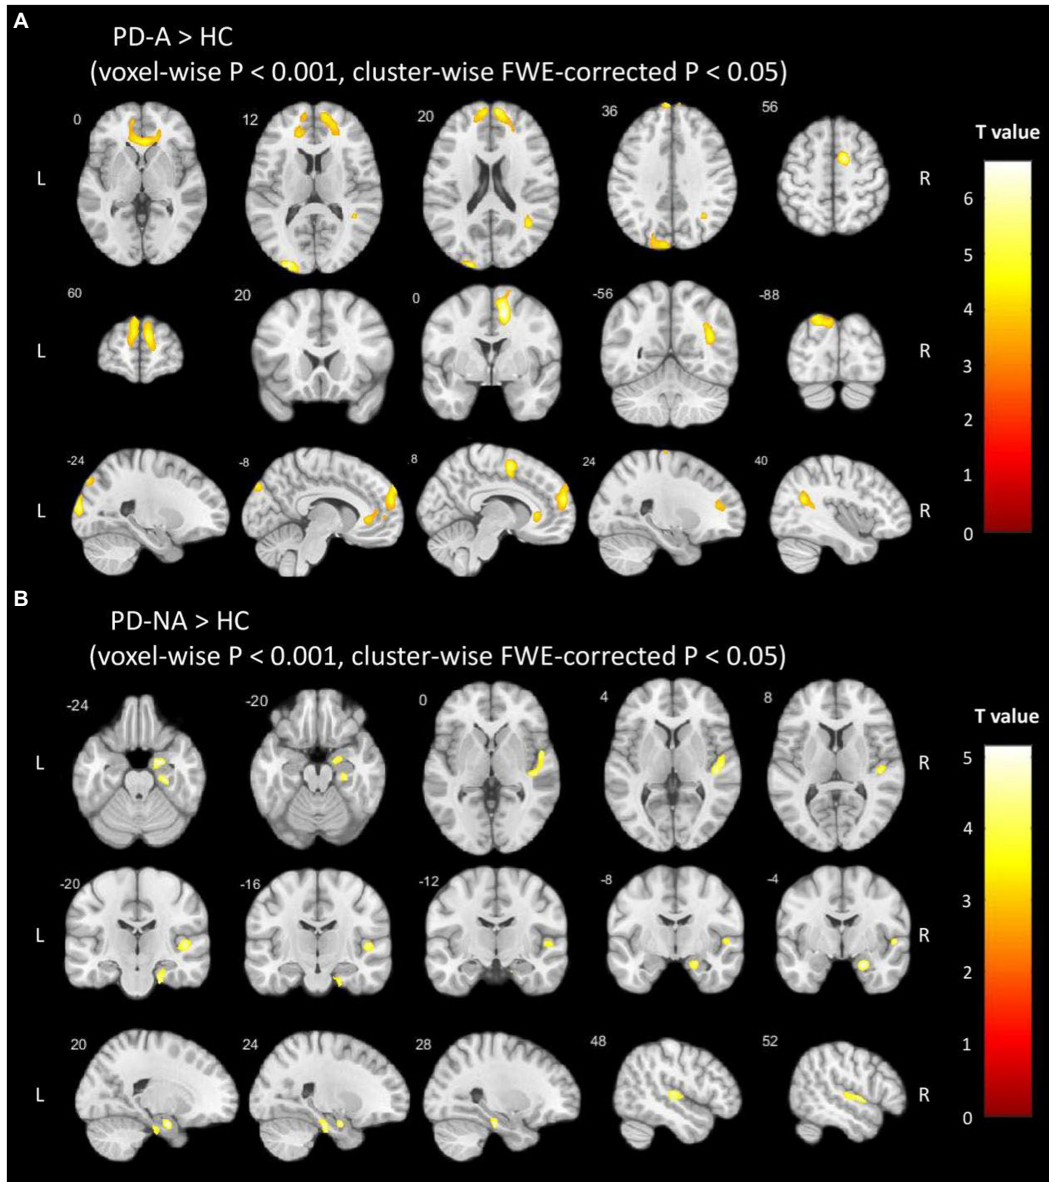 A
PD-A > HC
(voxel-wise P < 0.001, cluster-wise FWE-corrected P < 0.05)
0 12 20 36 56
T value
L R
6
5
4
3
2
1
0
60 20 0 -56 -88
L R
-24 -8 8 24 40
L R
B
PD-NA > HC
(voxel-wise P < 0.001, cluster-wise FWE-corrected P < 0.05)
-24 -20 0 4 8
T value
L R
5
4
3
2
1
0
-20 -16 -12 -8 -4
L R
20 24 28 48 52
L R